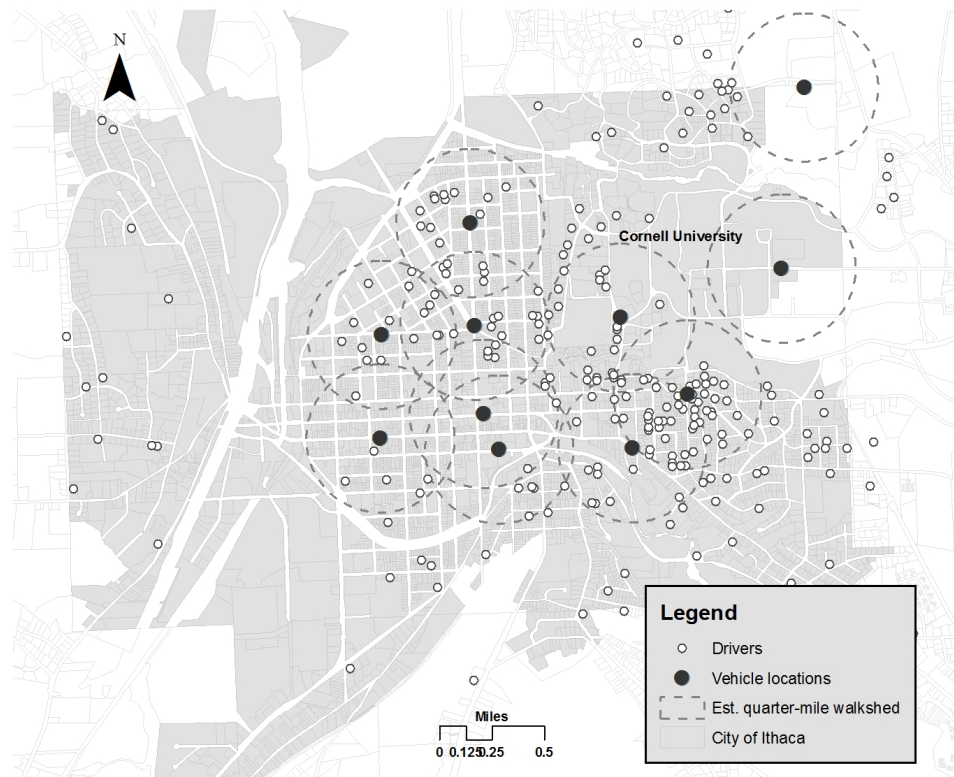 N
Cornell University
Legend
Drivers
Vehicle locations
Est. quarter-mile walkshed
City of Ithaca
Miles
0 0.125 0.25 0.5